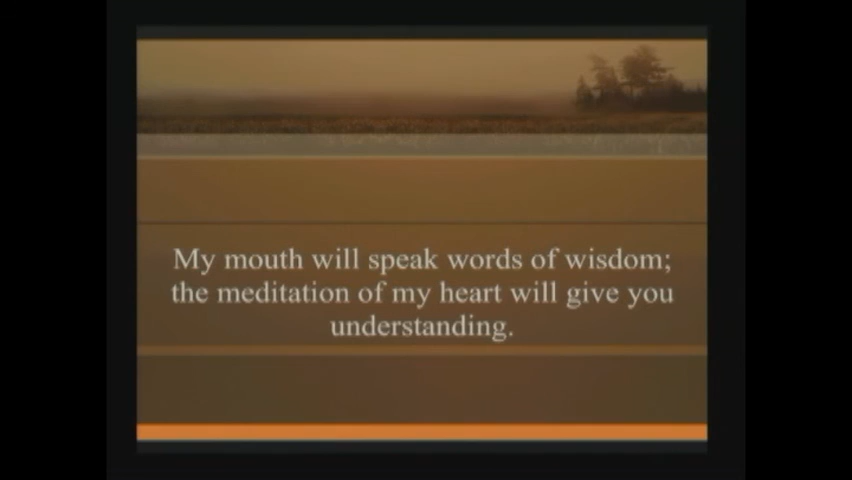 My mouth will speak words of wisdom;
the meditation of my heart will give you
understanding.